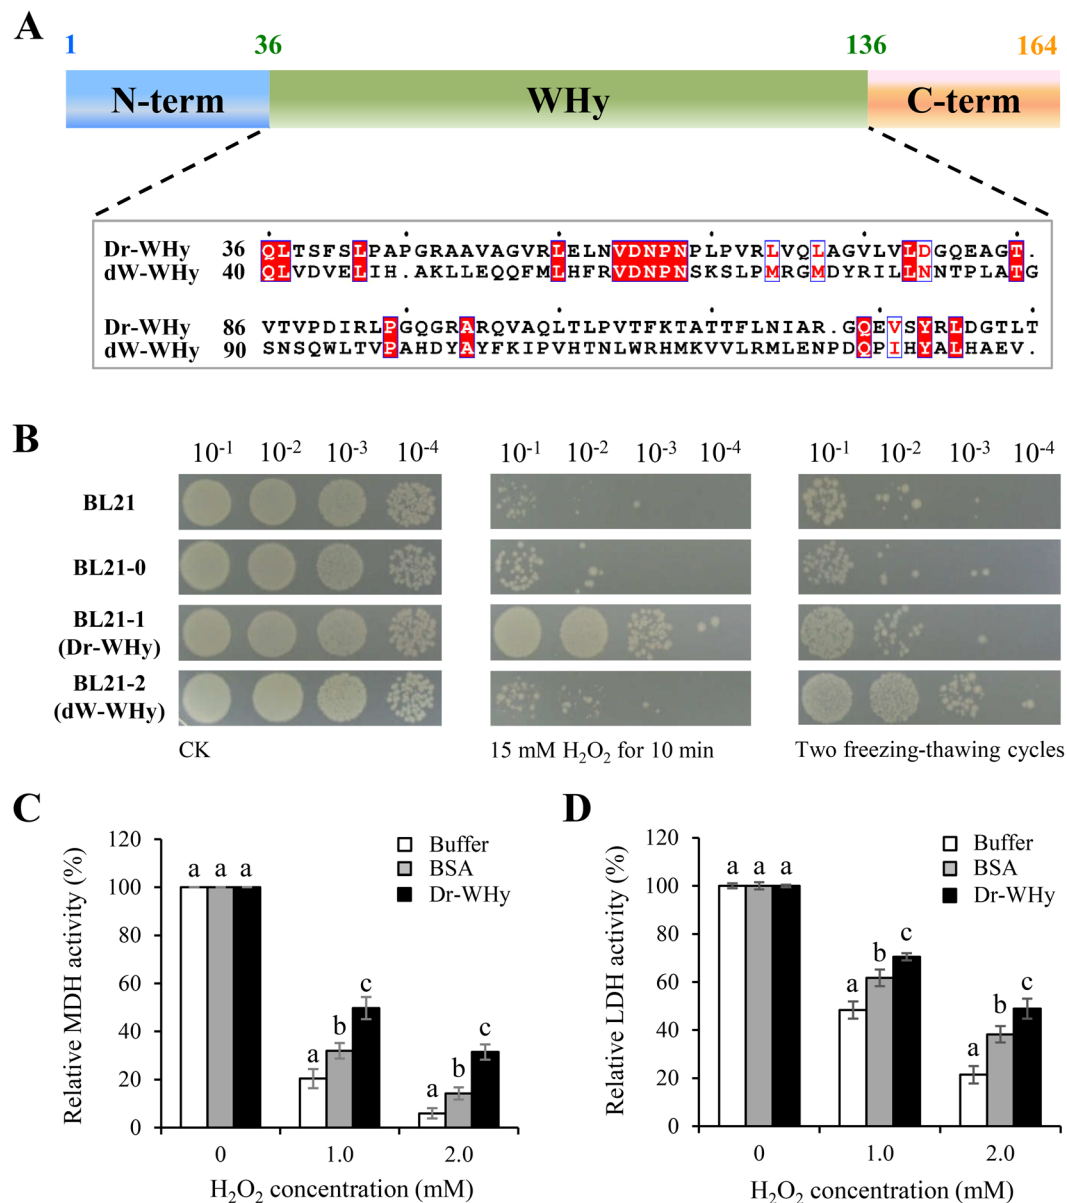 A
1 36 136 164
N-term WHy C-term
Dr-WHy 36 QLTSFSLPAPGRAAVAGVRLELNVDNPNPLPVRLVQLAGVLVLDGQEAGT.
dW-WHy 40 QLVDVELIH.AKLLEQQFMLHFRVDNPNSKSLPMRGMDYRILLNNTPLATG
Dr-WHy 86 VTVPDIRLPGQGRARQVAQLTLPVTFKTATTFLNIAR.GQEVSYRLDGTLT
dW-WHy 90 SNSQWLTVPAHDYAYFKIPVHTNLWRHMKVVLRMLENPDQPIHYALHAEV.
B
10-1 10-2 10-3 10-4 10-1 10-2 10-3 10-4 10-1 10-2 10-3 10-4
BL21
BL21-0
BL21-1
(Dr-WHy)
BL21-2
(dW-WHy)
CK 15 mM H2O2 for 10 min Two freezing-thawing cycles
C
Relative MDH activity (%)
120
100
80
60
40
20
0
Buffer
BSA
Dr-WHy
a a a
a b c
a b c
0 1.0 2.0
H2O2 concentration (mM)
D
Relative LDH activity (%)
120
100
80
60
40
20
0
Buffer
BSA
Dr-WHy
a a a
a b c
a b c
0 1.0 2.0
H2O2 concentration (mM)